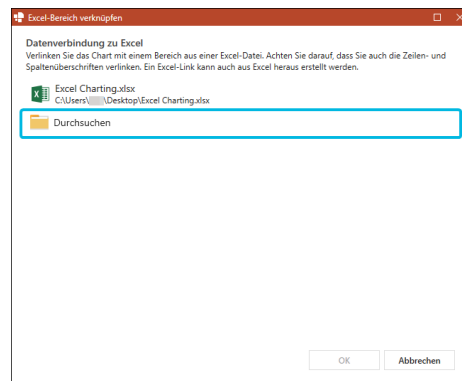 Excel-Bereich verknüpfen
Datenverbindung zu Excel
Verlinken Sie das Chart mit einem Bereich aus einer Excel-Datei. Achten Sie darauf, dass Sie auch die Zeilen- und
Spaltenüberschriften verlinken. Ein Excel-Link kann auch aus Excel heraus erstellt werden.
Excel Charting.xlsx
C:\Users\ \Desktop\Excel Charting.xlsx
Durchsuchen
OK Abbrechen